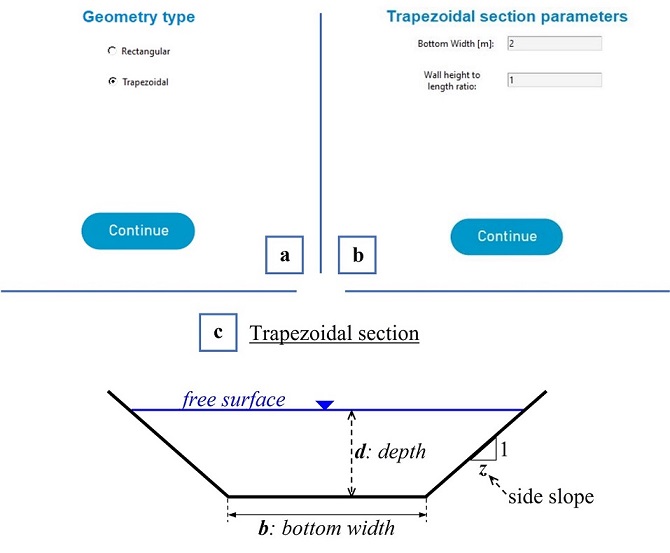 Geometry type
Rectangular
Trapezoidal
Continue
a
Trapezoidal section parameters
Bottom Width [m]: 2
Wall height to
length ratio: 1
Continue
b
c Trapezoidal section
free surface
d: depth
1
z
side slope
b: bottom width